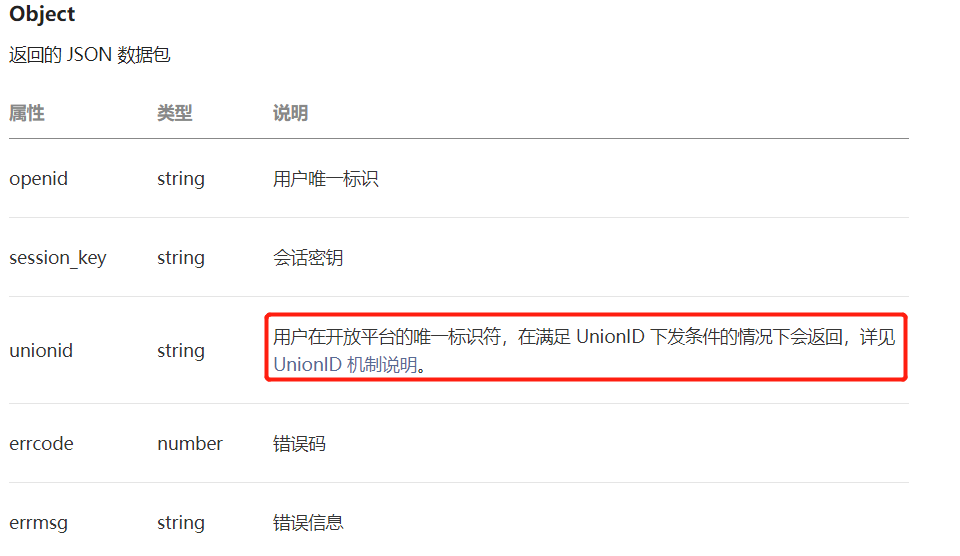 Object
返回的 JSON 数据包
属性 类型 说明
openid string 用户唯一标识
session_key string 会话密钥
unionid string 用户在开放平台的唯一标识符，在满足 UnionID 下发条件的情况下会返回，详见
UnionID 机制说明。
errcode number 错误码
errmsg string 错误信息